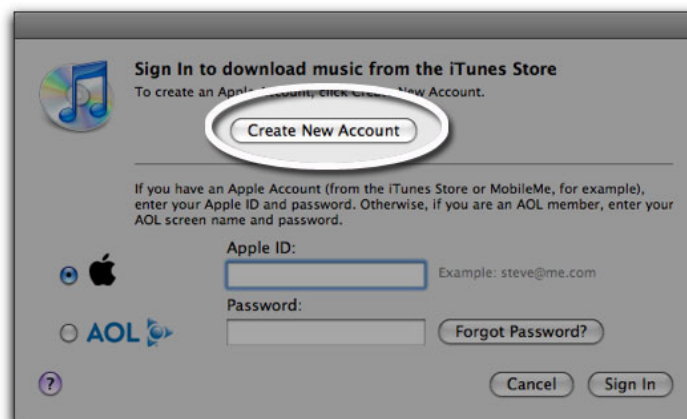 Sign In to download music from the iTunes Store
To create an Apple Account, click Create New Account.
Create New Account
If you have an Apple Account (from the iTunes Store or MobileMe, for example),
enter your Apple ID and password. Otherwise, if you are an AOL member, enter your
AOL screen name and password.
Apple ID:
Example: steve@me.com
Password:
AOL
Forgot Password?
?
Cancel
Sign In